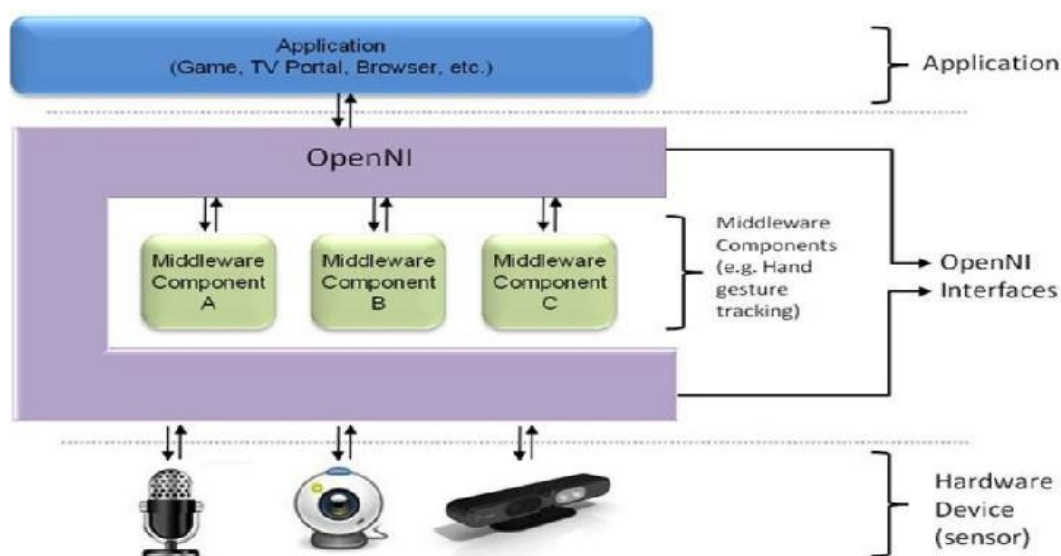 Application
(Game, TV Portal, Browser, etc.)
Application
OpenNI
Middleware
Component
A
Middleware
Component
B
Middleware
Component
C
Middleware
Components
(e.g. Hand
gesture
tracking)
OpenNI
Interfaces
Hardware
Device
(sensor)